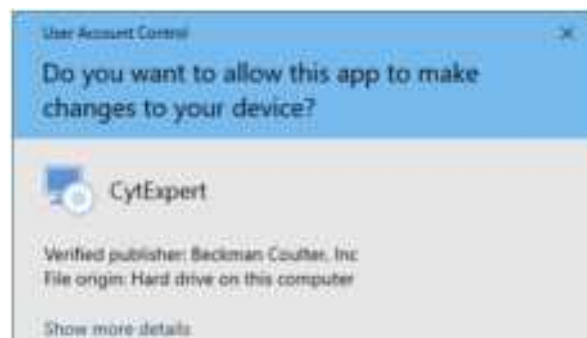 User Account Control
Do you want to allow this app to make
changes to your device?
CytExpert
Verified publisher: Beckman Coulter, Inc
File origin: Hard drive on this computer
Show more details